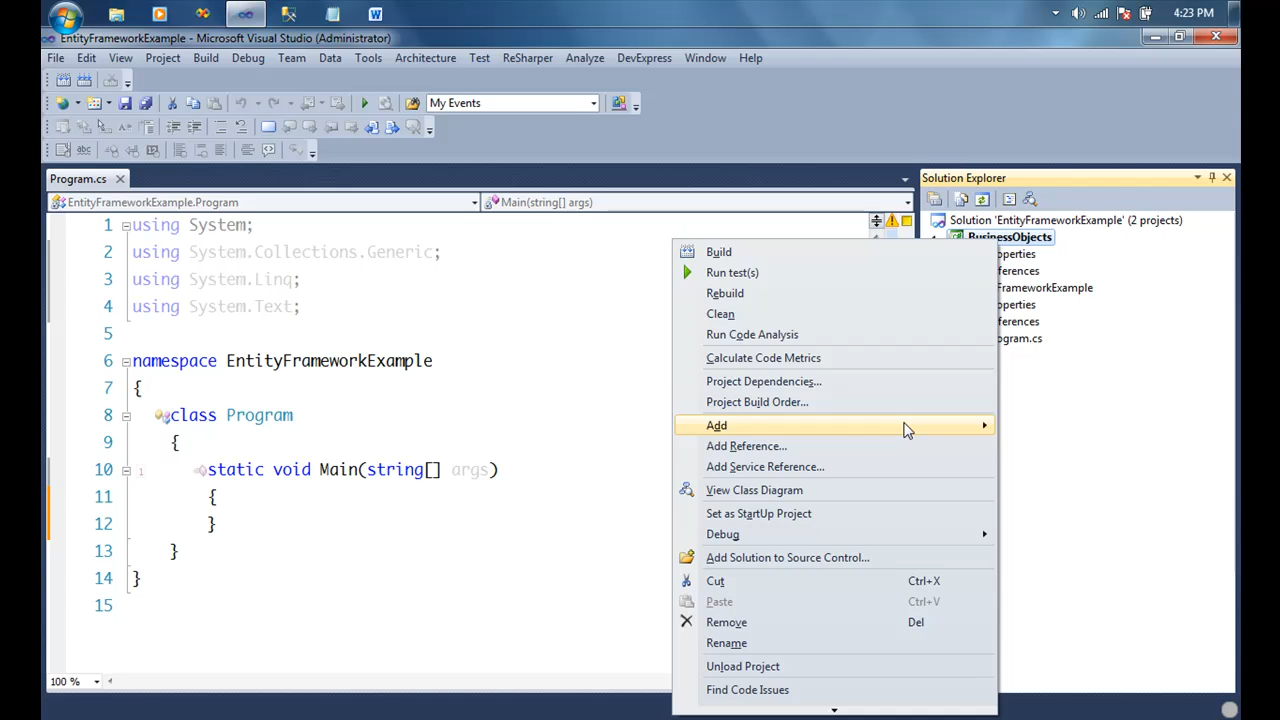 4:23 PM
EntityFrameworkExample - Microsoft Visual Studio (Administrator)
File Edit View Project Build Debug Team Data Tools Architecture Test ReSharper Analyze DevExpress Window Help
My Events
Program.cs
Solution Explorer
EntityFrameworkExample.Program
Main(string[] args)
Solution 'EntityFrameworkExample' (2 projects)
BusinessObjects
operties
ferences
FrameworkExample
operties
ferences
ogram.cs
1 using System;
2 using System.Collections.Generic;
3 using System.Linq;
4 using System.Text;
5
6 namespace EntityFrameworkExample
7 {
8 class Program
9 {
10 static void Main(string[] args)
11 {
12 }
13 }
14 }
15
Build
Run test(s)
Rebuild
Clean
Run Code Analysis
Calculate Code Metrics
Project Dependencies...
Project Build Order...
Add
Add Reference...
Add Service Reference...
View Class Diagram
Set as StartUp Project
Debug
Add Solution to Source Control...
Cut Ctrl+X
Paste Ctrl+V
Remove Del
Rename
Unload Project
Find Code Issues
100 %